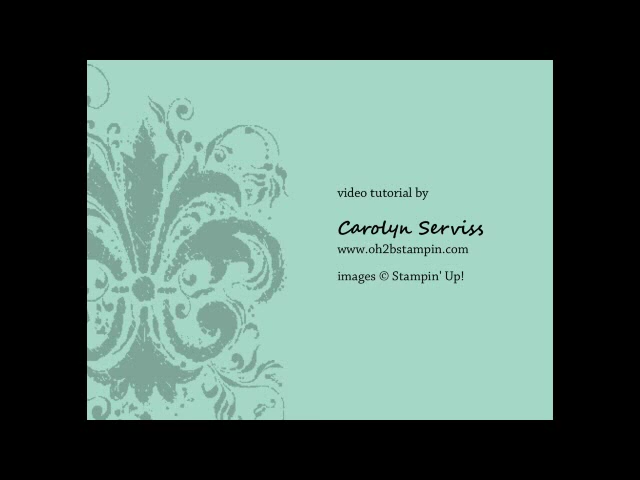 video tutorial by
Carolyn Serviss
www.oh2bstampin.com
images © Stampin' Up!